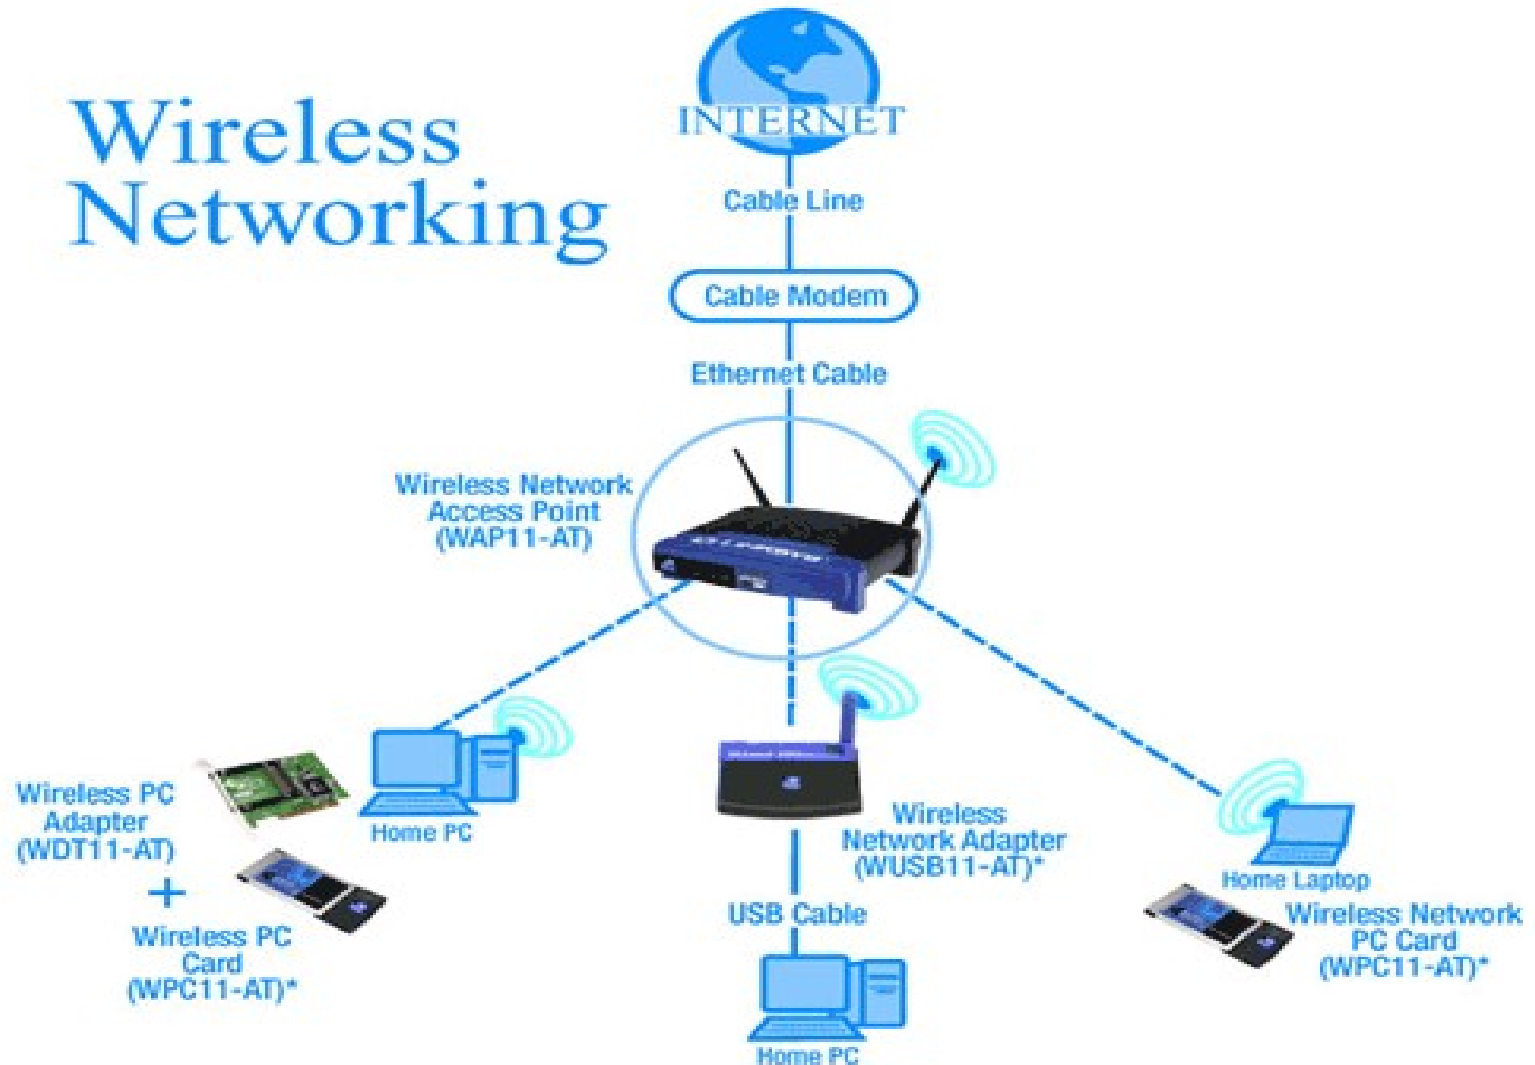 Wireless
Networking
INTERNET
Cable Line
Cable Modem
Ethernet Cable
Wireless Network
Access Point
(WAP11-AT)
Wireless PC
Adapter
(WDT11-AT)
+
Wireless PC
Card
(WPC11-AT)*
Home PC
Wireless
Network Adapter
(WUSB11-AT)*
USB Cable
Home PC
Home Laptop
Wireless Network
PC Card
(WPC11-AT)*